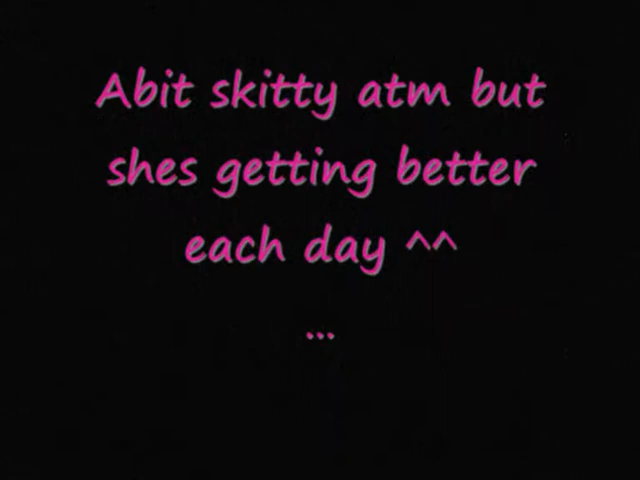 Abit skitty atm but
shes getting better
each day ^^
...